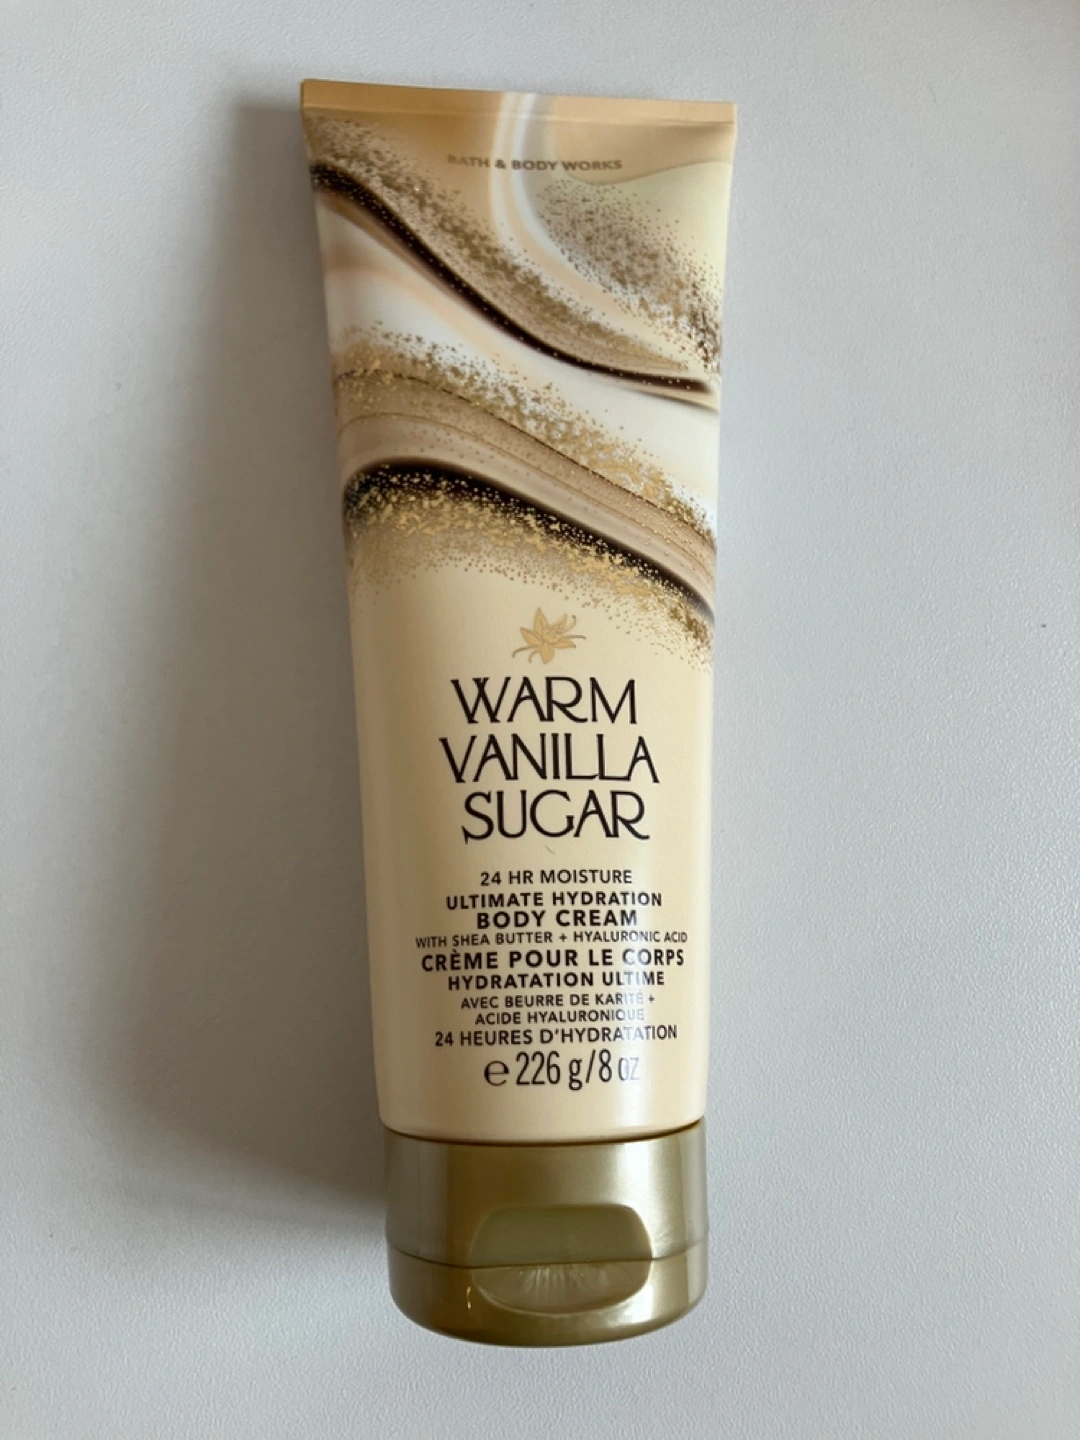 BATH & BODY WORKS
WARM
VANILLA
SUGAR
24 HR MOISTURE
ULTIMATE HYDRATION
BODY CREAM
WITH SHEA BUTTER + HYALURONIC ACID
CRÈME POUR LE CORPS
HYDRATATION ULTIME
AVEC BEURRE DE KARITÉ +
ACIDE HYALURONIQUE
24 HEURES D'HYDRATATION
℮ 226 g/8 oz